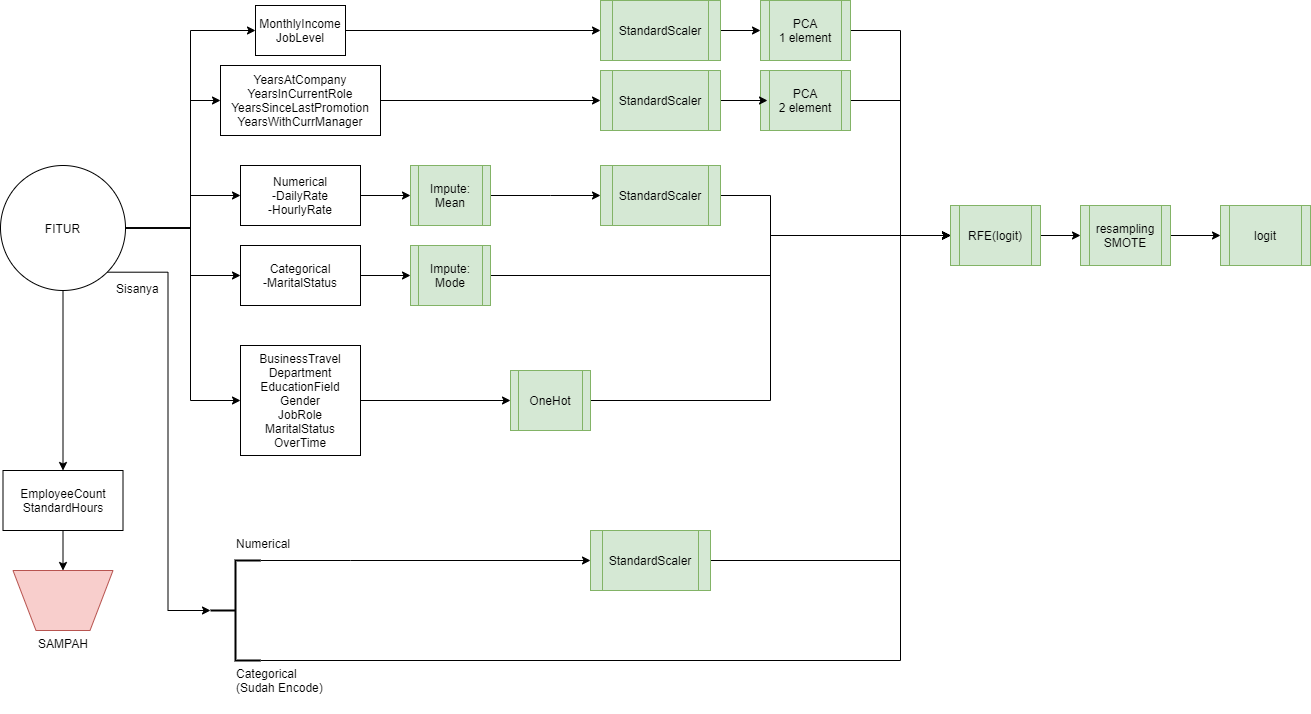 MonthlyIncome
JobLevel
StandardScaler
PCA
1 element
YearsAtCompany
YearsInCurrentRole
YearsSinceLastPromotion
YearsWithCurrManager
StandardScaler
PCA
2 element
FITUR
Numerical
-DailyRate
-HourlyRate
Impute:
Mean
StandardScaler
Categorical
-MaritalStatus
Impute:
Mode
RFE(logit)
resampling
SMOTE
logit
Sisanya
BusinessTravel
Department
EducationField
Gender
JobRole
MaritalStatus
OverTime
OneHot
EmployeeCount
StandardHours
SAMPAH
Numerical
StandardScaler
Categorical
(Sudah Encode)